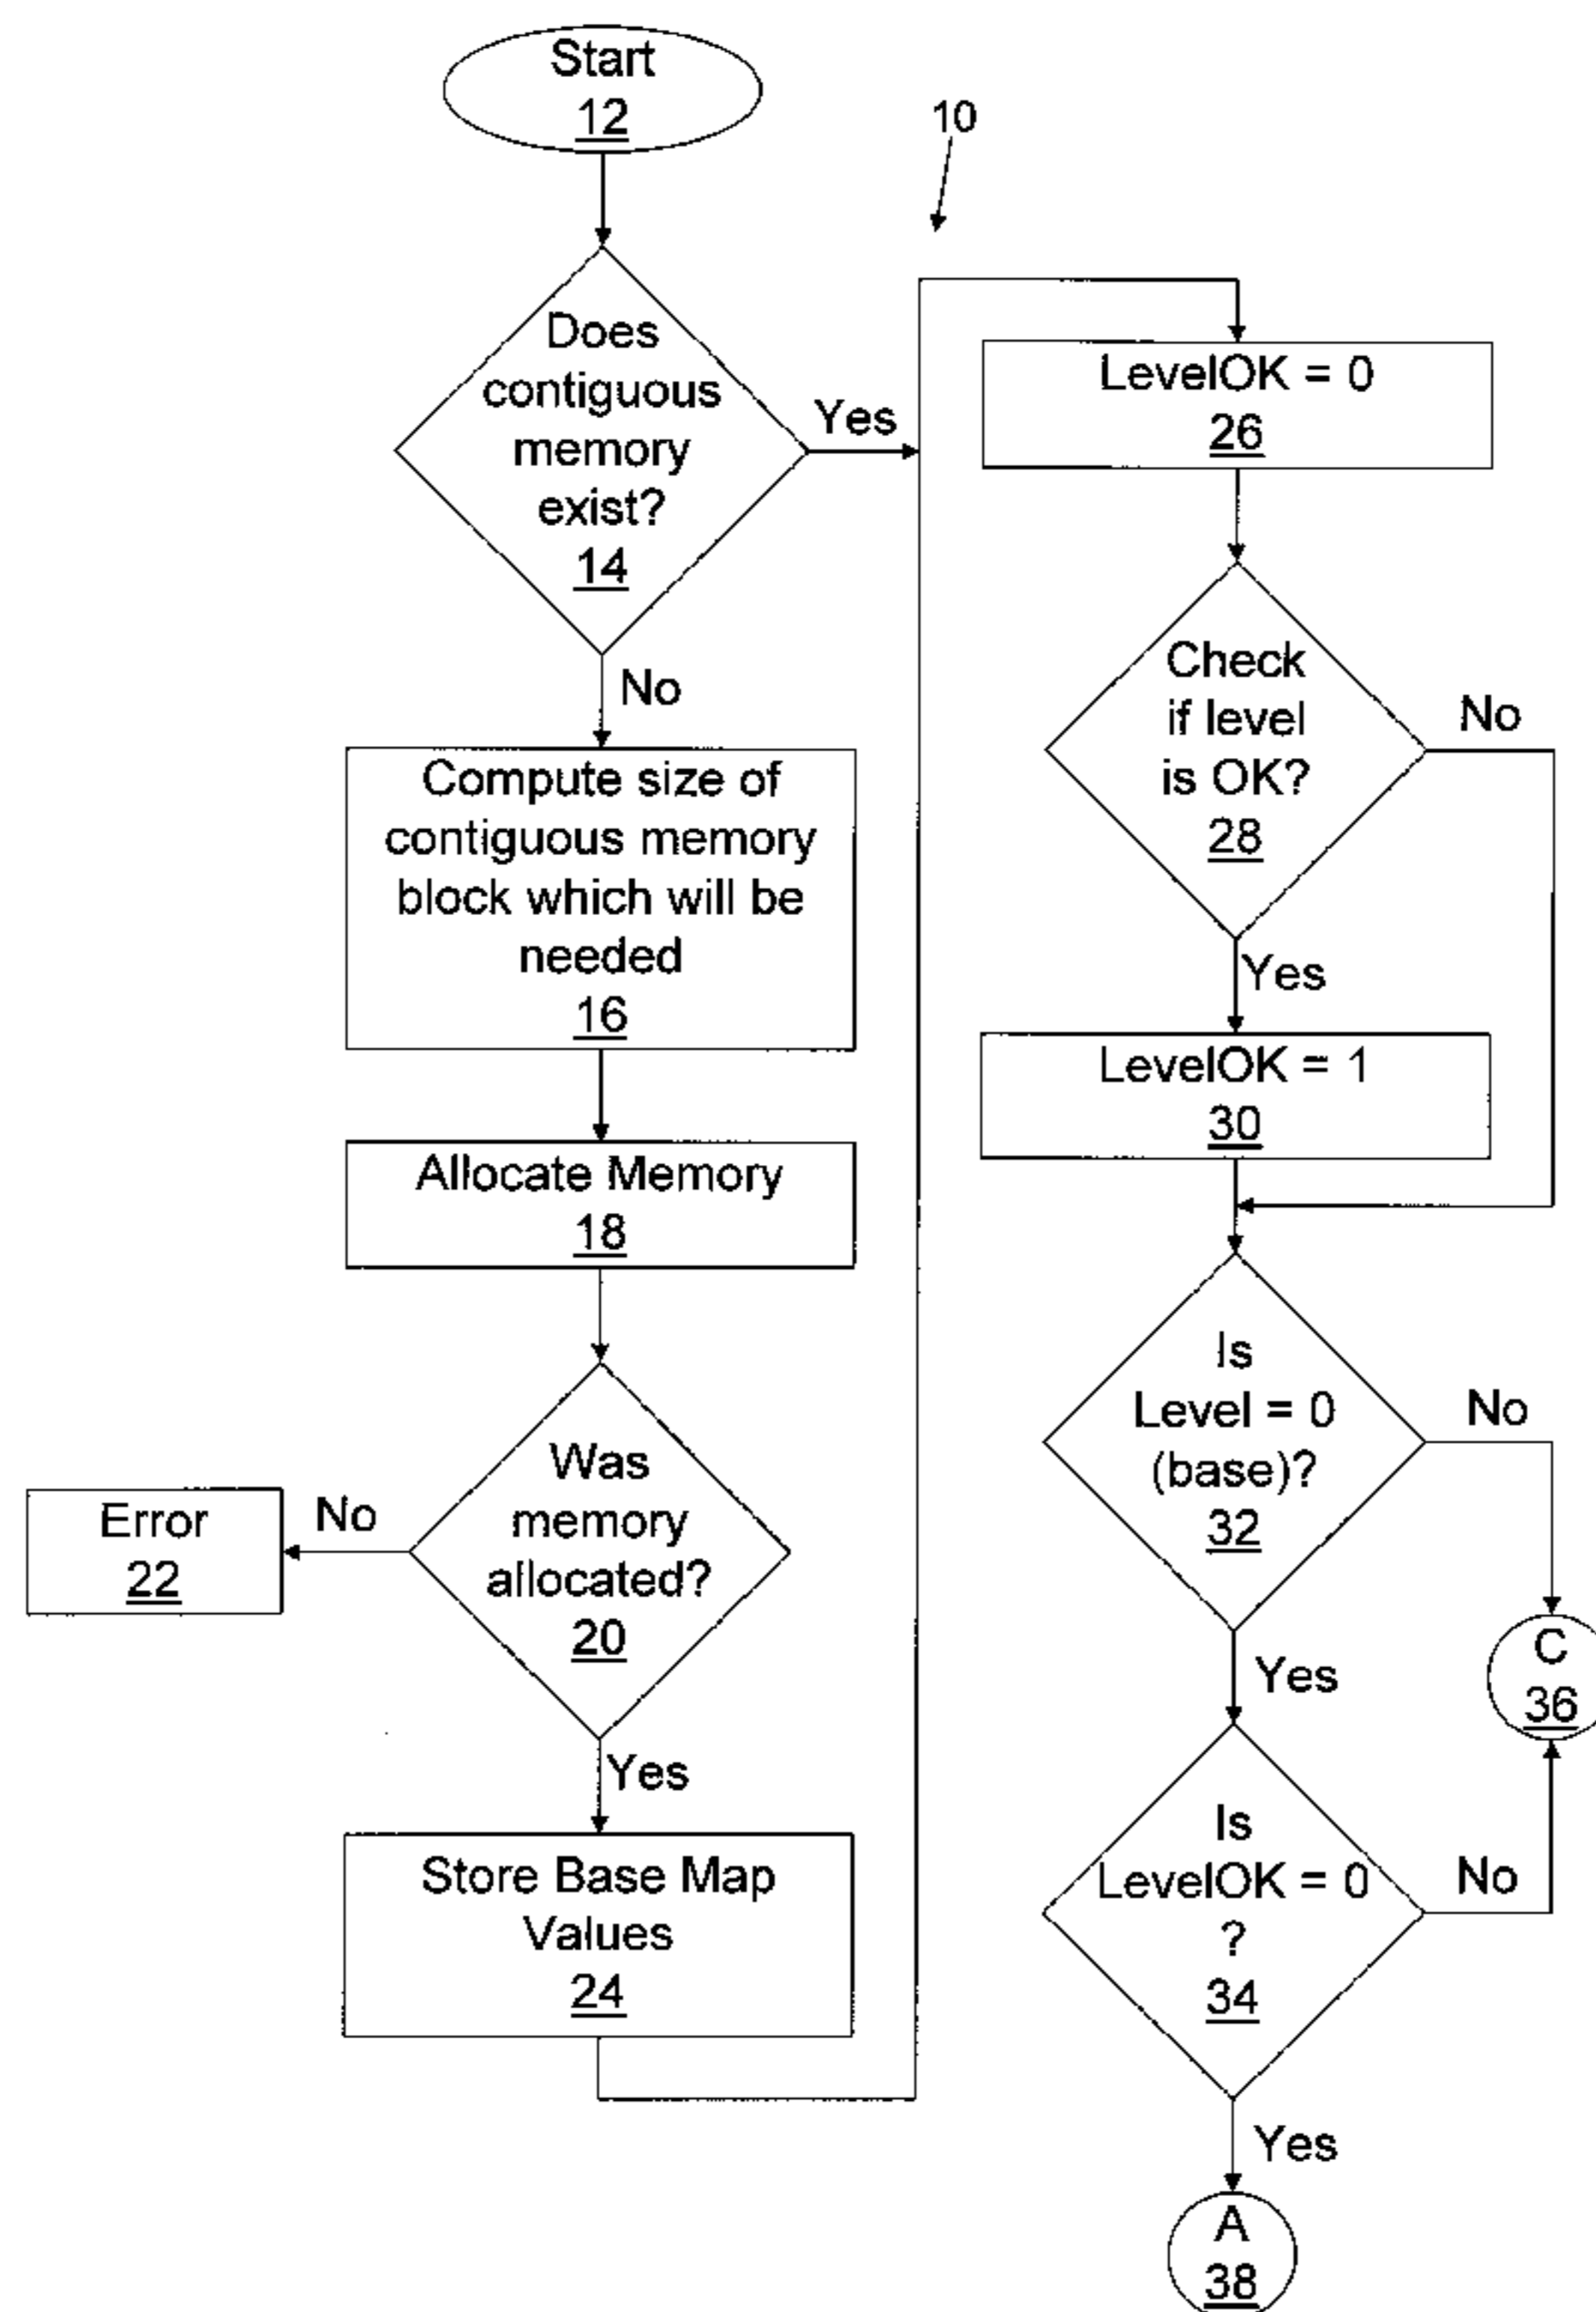 Start
12
10
Does
contiguous
memory
exist?
14
Yes
No
Compute size of
contiguous memory
block which will be
needed
16
Allocate Memory
18
Was
memory
allocated?
20
No
Error
22
Yes
Store Base Map
Values
24
LevelOK = 0
26
Check
if level
is OK?
28
No
Yes
LevelOK = 1
30
Is
Level = 0
(base)?
32
No
Yes
C
36
Is
LevelOK = 0
?
34
No
Yes
A
38